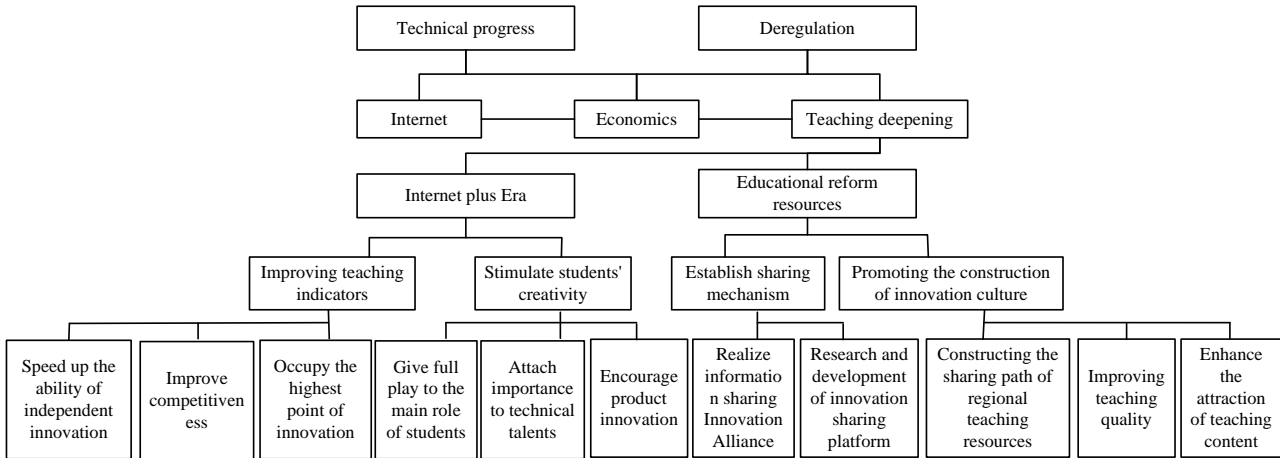 Technical progress
Deregulation
Internet
Economics
Teaching deepening
Internet plus Era
Educational reform
resources
Improving teaching
indicators
Stimulate students'
creativity
Establish sharing
mechanism
Promoting the construction
of innovation culture
Speed up the
ability of
independent
innovation
Improve
competitiven
ess
Occupy the
highest
point of
innovation
Give full
play to the
main role
of students
Attach
importance
to technical
talents
Encourage
product
innovation
Realize
informatio
n sharing
Innovation
Alliance
Research and
development
of innovation
sharing
platform
Constructing the
sharing path of
regional
teaching
resources
Improving
teaching
quality
Enhance
the
attraction
of teaching
content